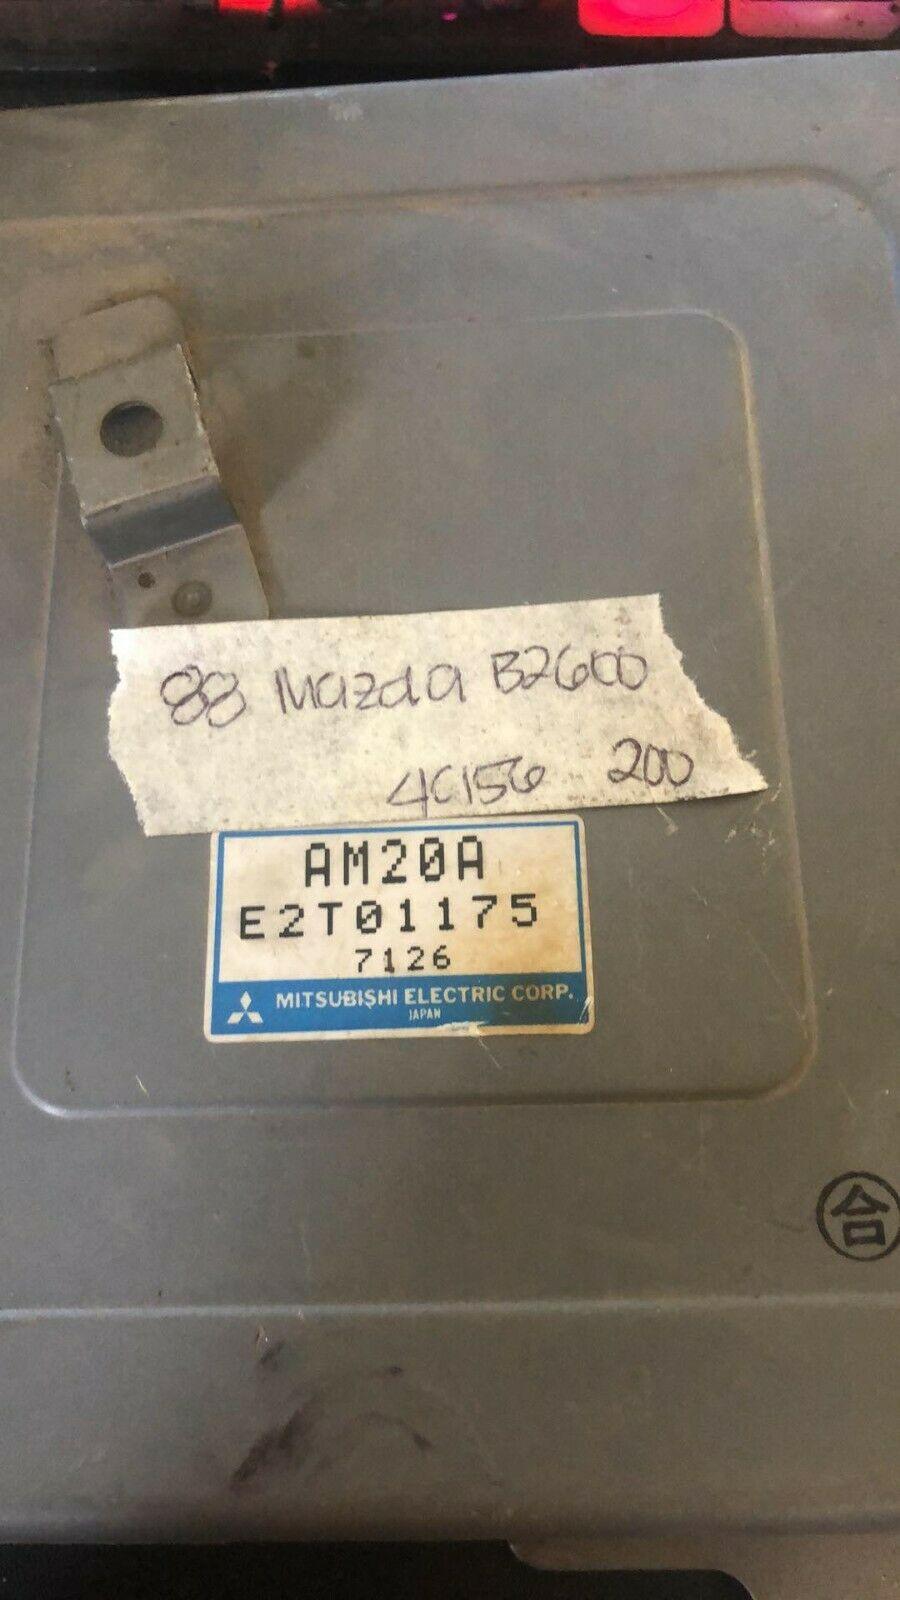 88 Mazda B2600
4C156 200
AM20A
E2T01175
7126
MITSUBISHI ELECTRIC CORP.
JAPAN
合